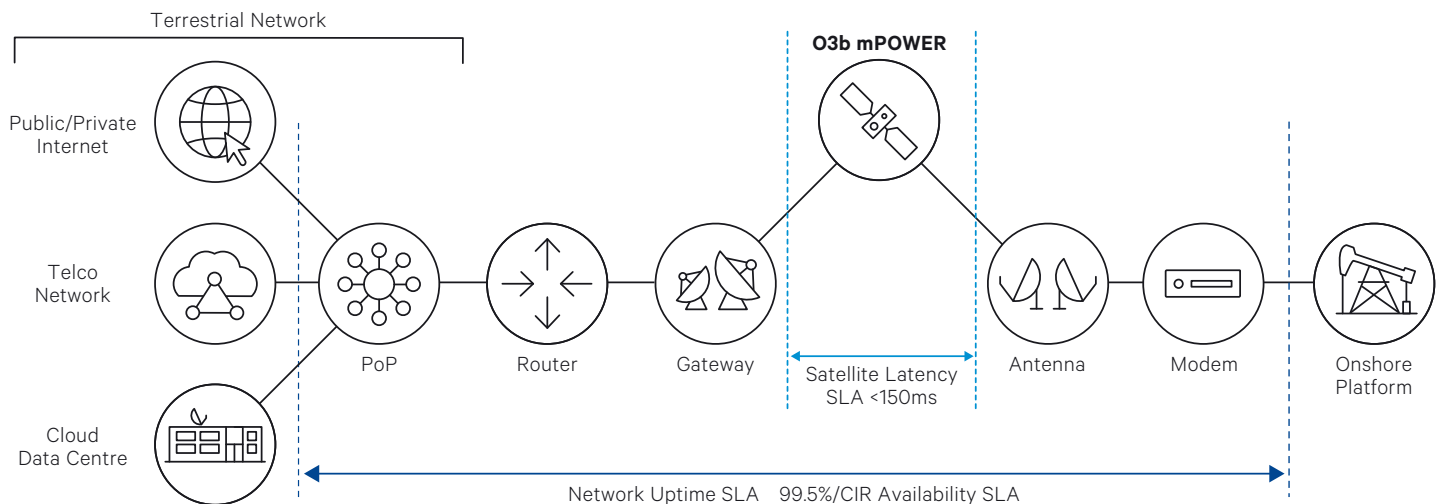 Terrestrial Network
O3b mPOWER
Public/Private
Internet
Telco
Network
Cloud
Data Centre
PoP
Router
Gateway
Satellite Latency
SLA <150ms
Antenna
Modem
Onshore
Platform
Network Uptime SLA 99.5%/CIR Availability SLA